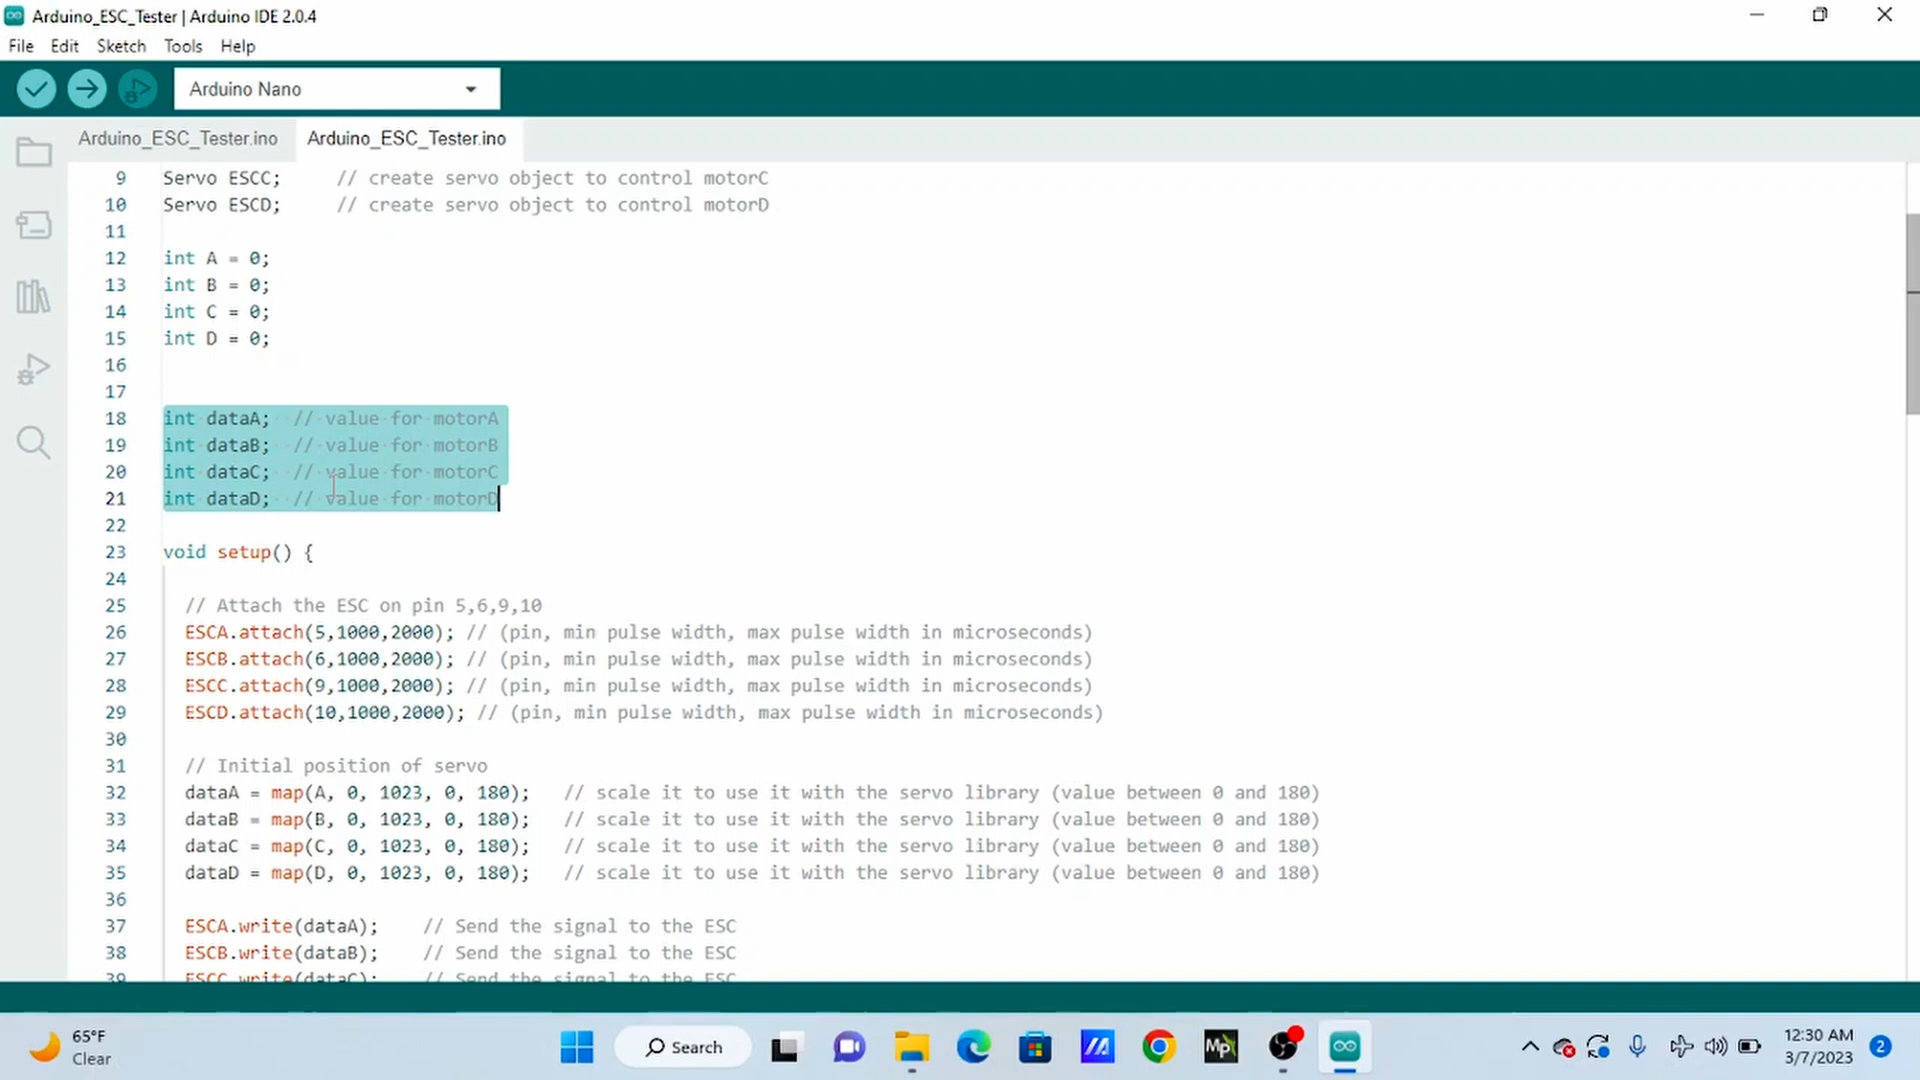 Arduino_ESC_Tester | Arduino IDE 2.0.4
File Edit Sketch Tools Help
Arduino Nano
Arduino_ESC_Tester.ino Arduino_ESC_Tester.ino
9 Servo ESCC; // create servo object to control motorC
10 Servo ESCD; // create servo object to control motorD
11
12 int A = 0;
13 int B = 0;
14 int C = 0;
15 int D = 0;
16
17
18 int dataA; // value for motorA
19 int dataB; // value for motorB
20 int dataC; // value for motorC
21 int dataD; // value for motorD
22
23 void setup() {
24
25 // Attach the ESC on pin 5,6,9,10
26 ESCA.attach(5,1000,2000); // (pin, min pulse width, max pulse width in microseconds)
27 ESCB.attach(6,1000,2000); // (pin, min pulse width, max pulse width in microseconds)
28 ESCC.attach(9,1000,2000); // (pin, min pulse width, max pulse width in microseconds)
29 ESCD.attach(10,1000,2000); // (pin, min pulse width, max pulse width in microseconds)
30
31 // Initial position of servo
32 dataA = map(A, 0, 1023, 0, 180); // scale it to use it with the servo library (value between 0 and 180)
33 dataB = map(B, 0, 1023, 0, 180); // scale it to use it with the servo library (value between 0 and 180)
34 dataC = map(C, 0, 1023, 0, 180); // scale it to use it with the servo library (value between 0 and 180)
35 dataD = map(D, 0, 1023, 0, 180); // scale it to use it with the servo library (value between 0 and 180)
36
37 ESCA.write(dataA); // Send the signal to the ESC
38 ESCB.write(dataB); // Send the signal to the ESC
39 ESCC.write(dataC); // Send the signal to the ESC
65°F
Clear
Search
Mp
12:30 AM
3/7/2023
2